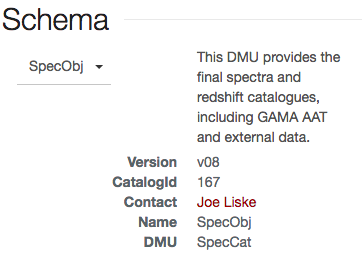 Schema
SpecObj
This DMU provides the
final spectra and
redshift catalogues,
including GAMA AAT
and external data.
Version v08
CatalogId 167
Contact Joe Liske
Name SpecObj
DMU SpecCat